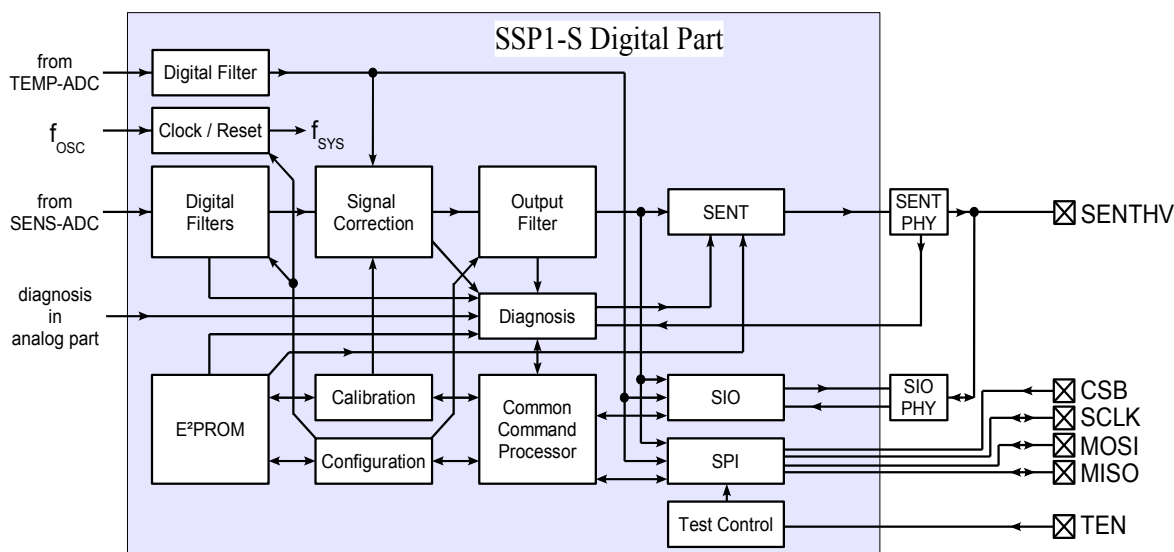 SSP1-S Digital Part
from
TEMP-ADC
Digital Filter
fOSC
Clock / Reset
fSYS
from
SENS-ADC
Digital
Filters
Signal
Correction
Output
Filter
SENT
SENT
PHY
SENTHV
diagnosis
in
analog part
Diagnosis
E²PROM
Calibration
Configuration
Common
Command
Processor
SIO
SIO
PHY
SPI
Test Control
CSB
SCLK
MOSI
MISO
TEN